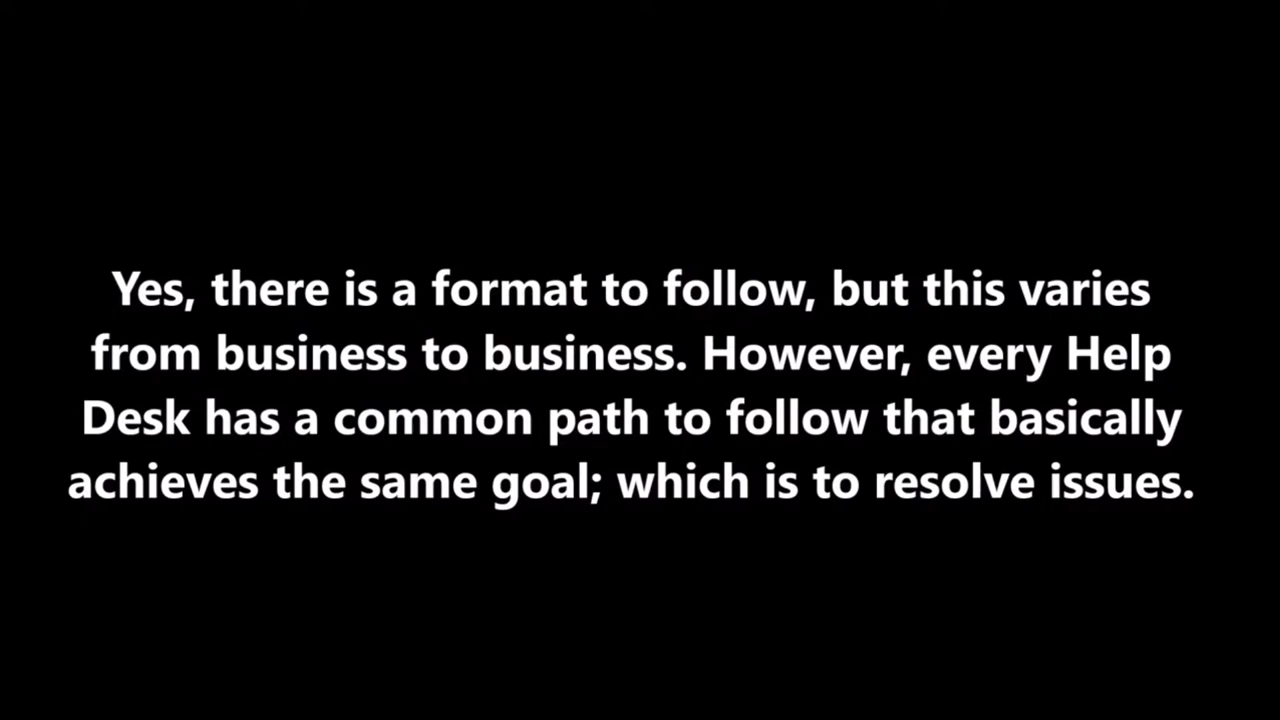 Yes, there is a format to follow, but this varies
from business to business. However, every Help
Desk has a common path to follow that basically
achieves the same goal; which is to resolve issues.